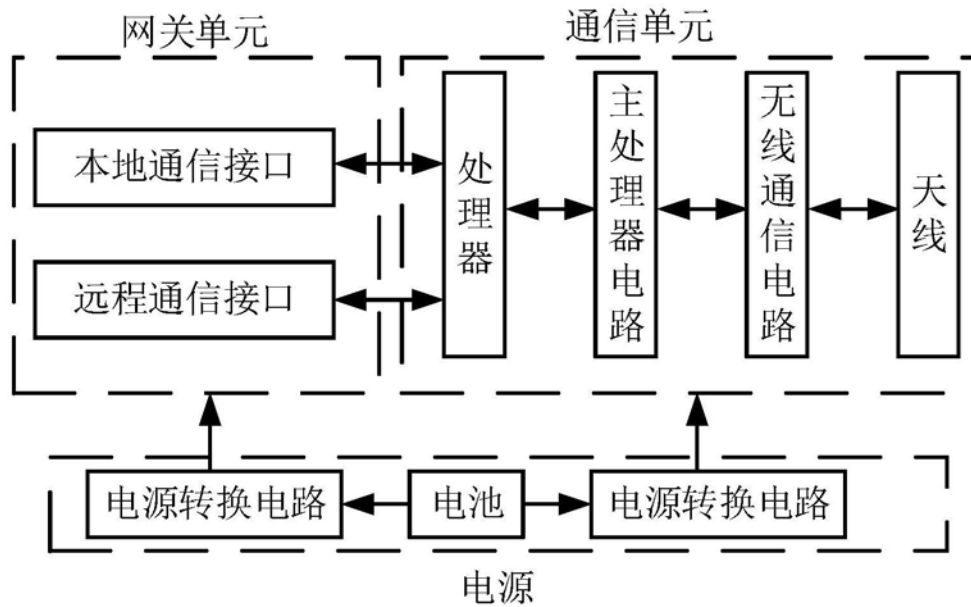 网关单元
通信单元
本地通信接口
远程通信接口
处理器
主处理器电路
无线通信电路
天线
电源转换电路
电池
电源转换电路
电源